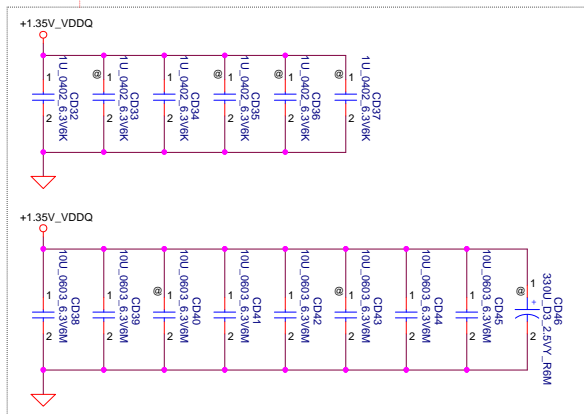 +1.35V_VDDQ
1
2
CD32
1U_0402_6.3V6K
@
1
2
CD33
1U_0402_6.3V6K
1
2
CD34
1U_0402_6.3V6K
@
1
2
CD35
1U_0402_6.3V6K
@
1
2
CD36
1U_0402_6.3V6K
@
1
2
CD37
1U_0402_6.3V6K
+1.35V_VDDQ
1
2
CD38
10U_0603_6.3V6M
1
2
CD39
10U_0603_6.3V6M
@
1
2
CD40
10U_0603_6.3V6M
1
2
CD41
10U_0603_6.3V6M
1
2
CD42
10U_0603_6.3V6M
@
1
2
CD43
10U_0603_6.3V6M
1
2
CD44
10U_0603_6.3V6M
1
2
CD45
10U_0603_6.3V6M
@
1
+
2
CD46
330U_D3_2.5VY_R6M